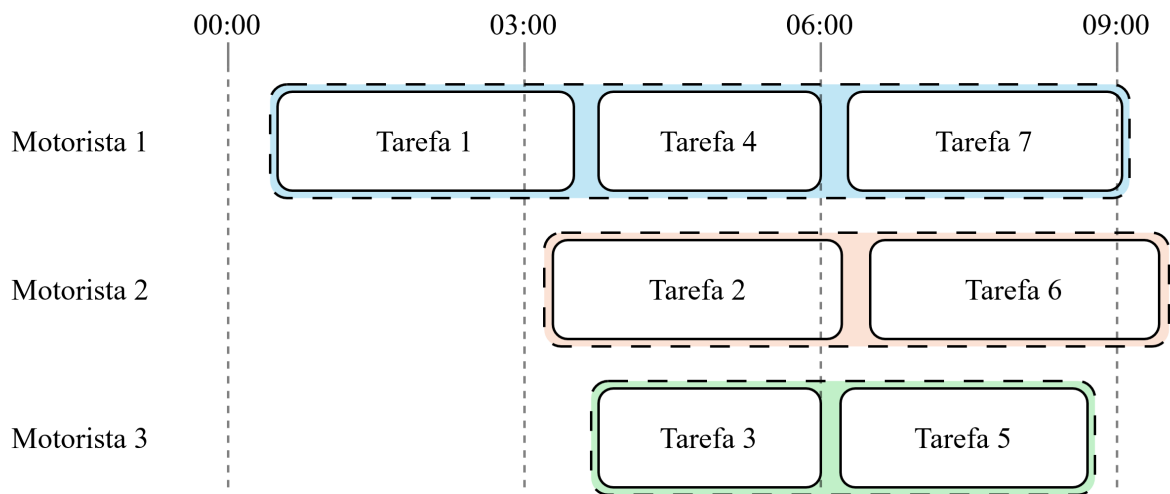 00:00 03:00 06:00 09:00
Motorista 1 Tarefa 1 Tarefa 4 Tarefa 7
Motorista 2 Tarefa 2 Tarefa 6
Motorista 3 Tarefa 3 Tarefa 5